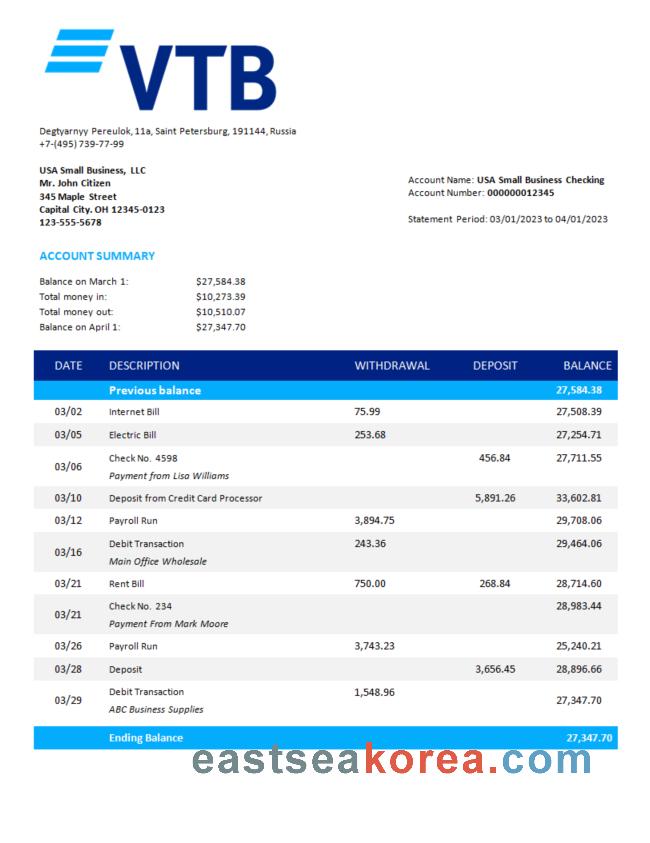 VTB
Degtyarnyy Pereulok, 11a, Saint Petersburg, 191144, Russia
+7-(495) 739-77-99
USA Small Business, LLC
Mr. John Citizen
345 Maple Street
Capital City. OH 12345-0123
123-555-5678
Account Name: USA Small Business Checking
Account Number: 000000012345
Statement Period: 03/01/2023 to 04/01/2023
ACCOUNT SUMMARY
Balance on March 1: $27,584.38
Total money in: $10,273.39
Total money out: $10,510.07
Balance on April 1: $27,347.70
DATE DESCRIPTION WITHDRAWAL DEPOSIT BALANCE
Previous balance 27,584.38
03/02 Internet Bill 75.99 27,508.39
03/05 Electric Bill 253.68 27,254.71
03/06 Check No. 4598 456.84 27,711.55
Payment from Lisa Williams
03/10 Deposit from Credit Card Processor 5,891.26 33,602.81
03/12 Payroll Run 3,894.75 29,708.06
03/16 Debit Transaction 243.36 29,464.06
Main Office Wholesale
03/21 Rent Bill 750.00 268.84 28,714.60
03/21 Check No. 234 28,983.44
Payment From Mark Moore
03/26 Payroll Run 3,743.23 25,240.21
03/28 Deposit 3,656.45 28,896.66
03/29 Debit Transaction 1,548.96 27,347.70
ABC Business Supplies
Ending Balance 27,347.70
eastseakorea.com